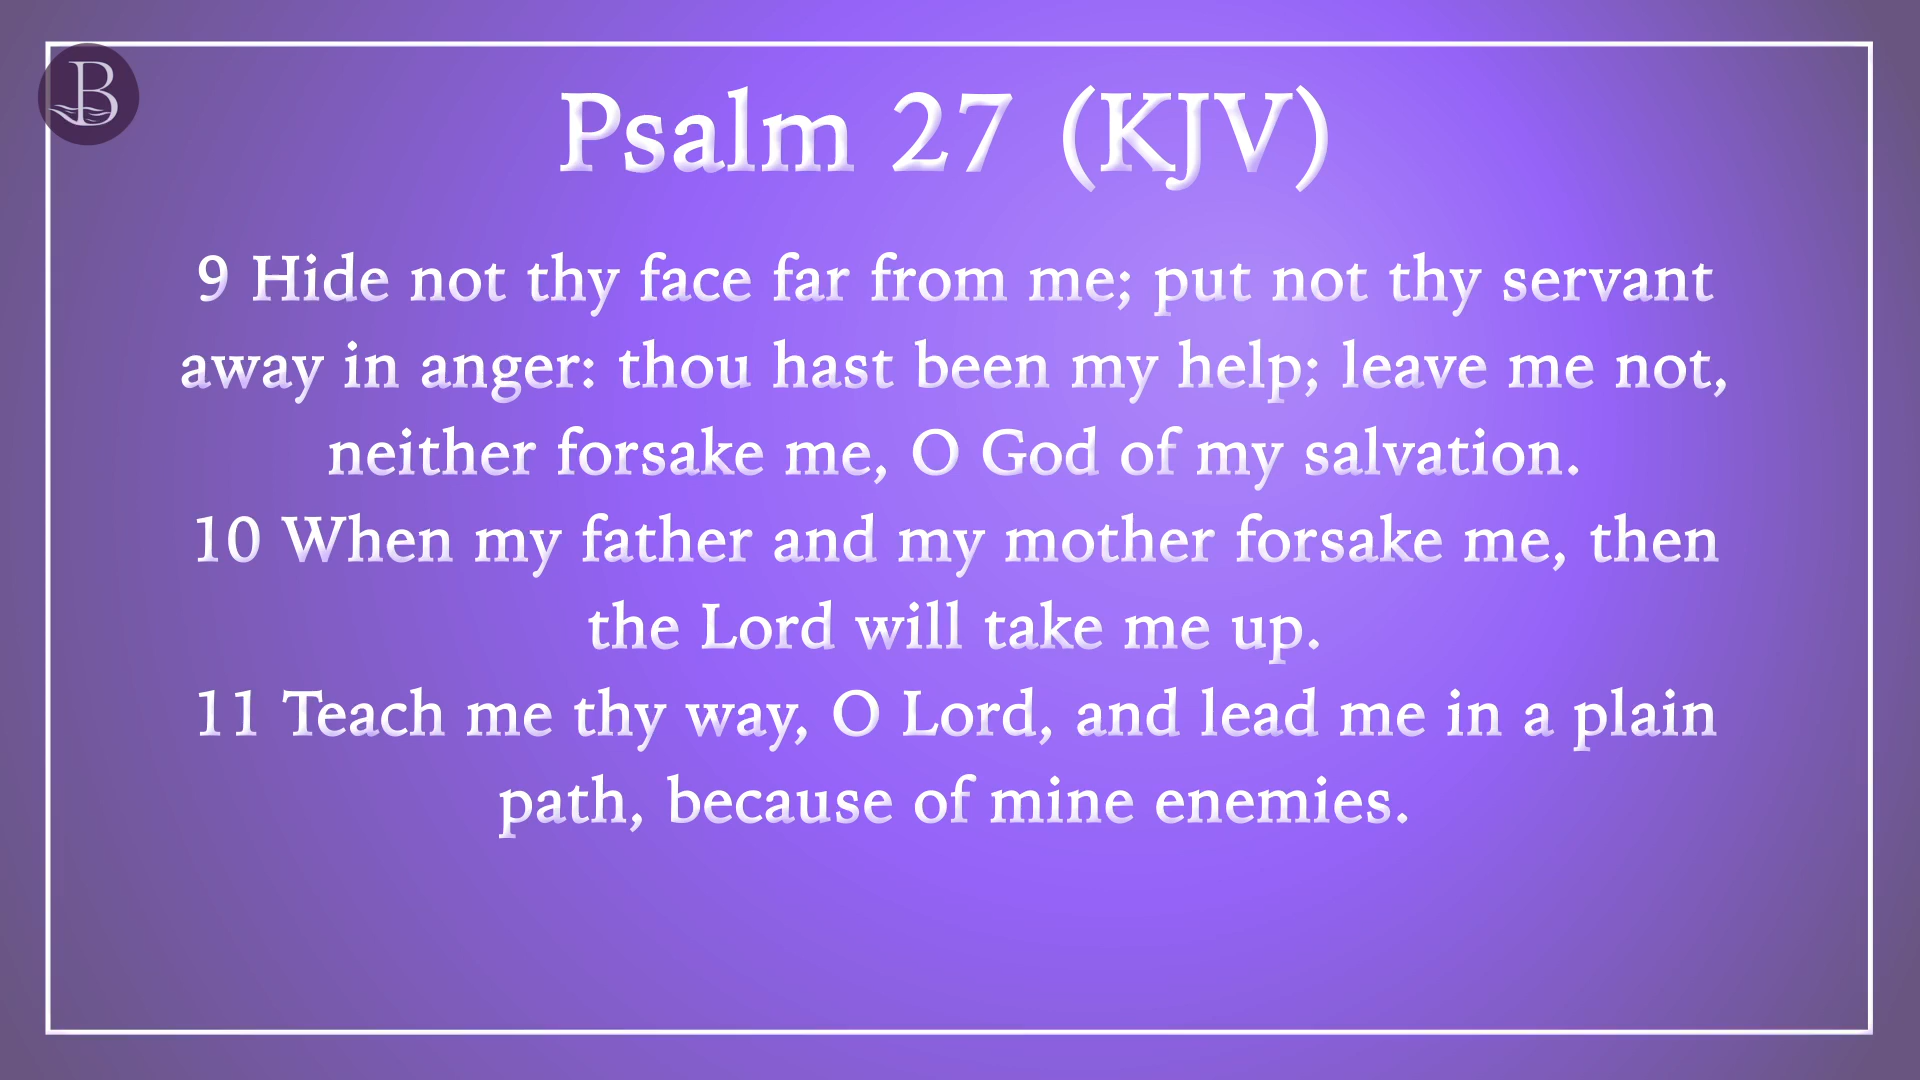 B
Psalm 27 (KJV)
9 Hide not thy face far from me; put not thy servant
away in anger: thou hast been my help; leave me not,
neither forsake me, O God of my salvation.
10 When my father and my mother forsake me, then
the Lord will take me up.
11 Teach me thy way, O Lord, and lead me in a plain
path, because of mine enemies.